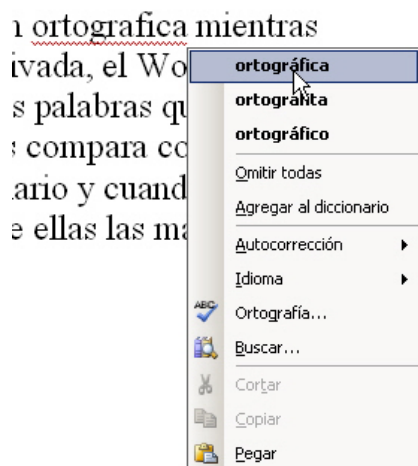 ortografica mientras
ivada, el Wo
s palabras qu
compara co
ario y cuand
e ellas las ma
ortográfica
ortografita
ortográfico
Omitir todas
Agregar al diccionario
Autocorrección
Idioma
ABC
Ortografía...
Buscar...
Cortar
Copiar
Pegar